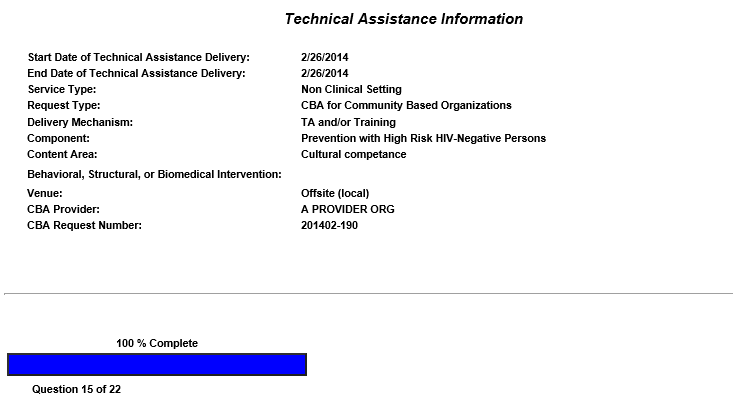 Technical Assistance Information
Start Date of Technical Assistance Delivery: 2/26/2014
End Date of Technical Assistance Delivery: 2/26/2014
Service Type: Non Clinical Setting
Request Type: CBA for Community Based Organizations
Delivery Mechanism: TA and/or Training
Component: Prevention with High Risk HIV-Negative Persons
Content Area: Cultural competance
Behavioral, Structural, or Biomedical Intervention:
Venue: Offsite (local)
CBA Provider: A PROVIDER ORG
CBA Request Number: 201402-190
100 % Complete
Question 15 of 22